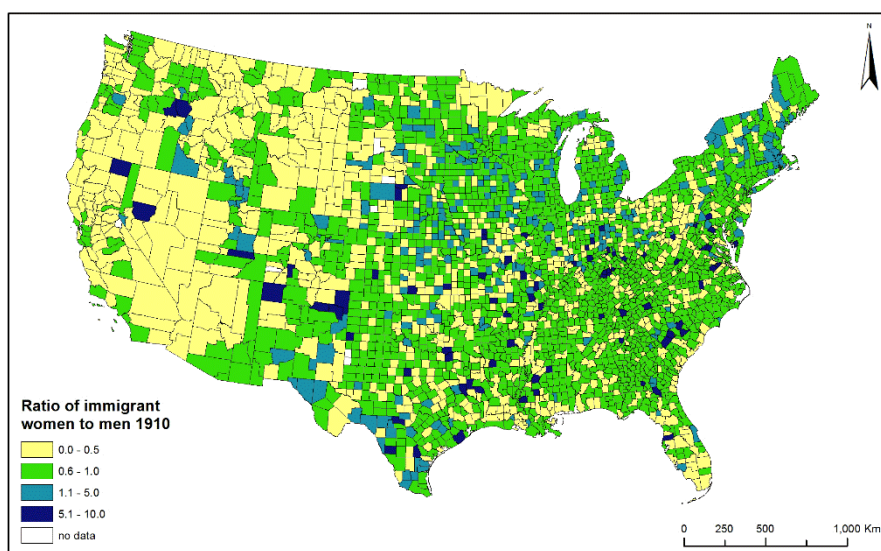 N
Ratio of immigrant
women to men 1910
0.0 - 0.5
0.6 - 1.0
1.1 - 5.0
5.1 - 10.0
no data
0 250 500 1,000 Km